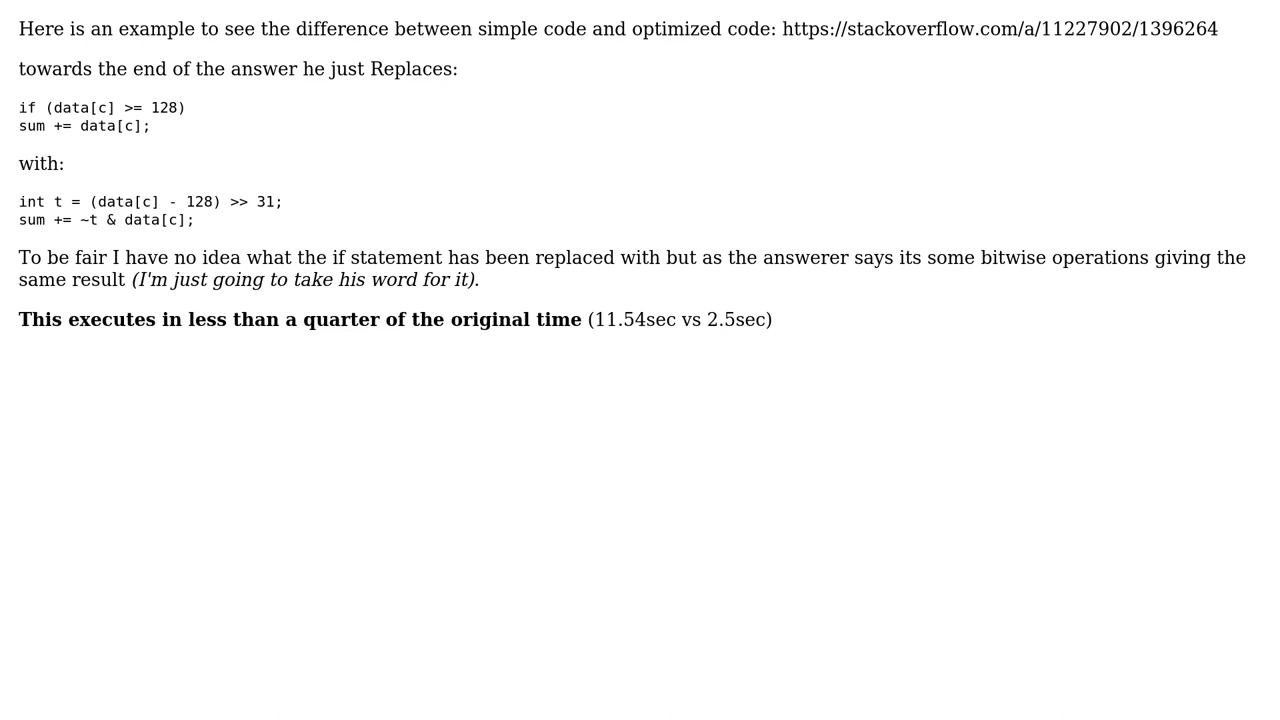 Here is an example to see the difference between simple code and optimized code: https://stackoverflow.com/a/11227902/1396264
towards the end of the answer he just Replaces:
if (data[c] >= 128)
sum += data[c];
with:
int t = (data[c] - 128) >> 31;
sum += ~t & data[c];
To be fair I have no idea what the if statement has been replaced with but as the answerer says its some bitwise operations giving the
same result (I'm just going to take his word for it).
This executes in less than a quarter of the original time (11.54sec vs 2.5sec)